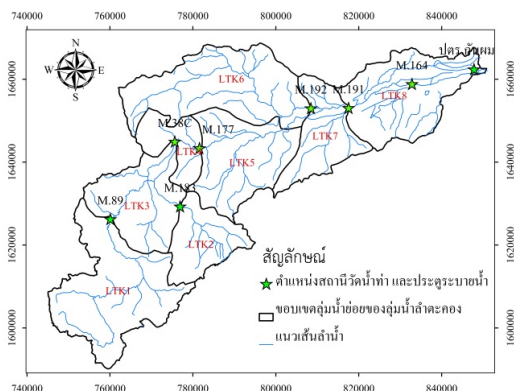 740000 760000 780000 800000 820000 840000
N
W E
S
ปตร.กันผม
M.164
LTK6
LTK8
M.192
M.191
M.38C
M.177
LTK7
LTK5
M.89
M.183
LTK3
LTK2
LTK1
1660000
1640000
1620000
1600000
1660000
1640000
1620000
1600000
สัญลักษณ์
ตำแหน่งสถานีวัดน้ำท่า และประตูระบายน้ำ
ขอบเขตลุ่มน้ำย่อยของลุ่มน้ำลำตะคอง
แนวเส้นลำน้ำ
740000 760000 780000 800000 820000 840000